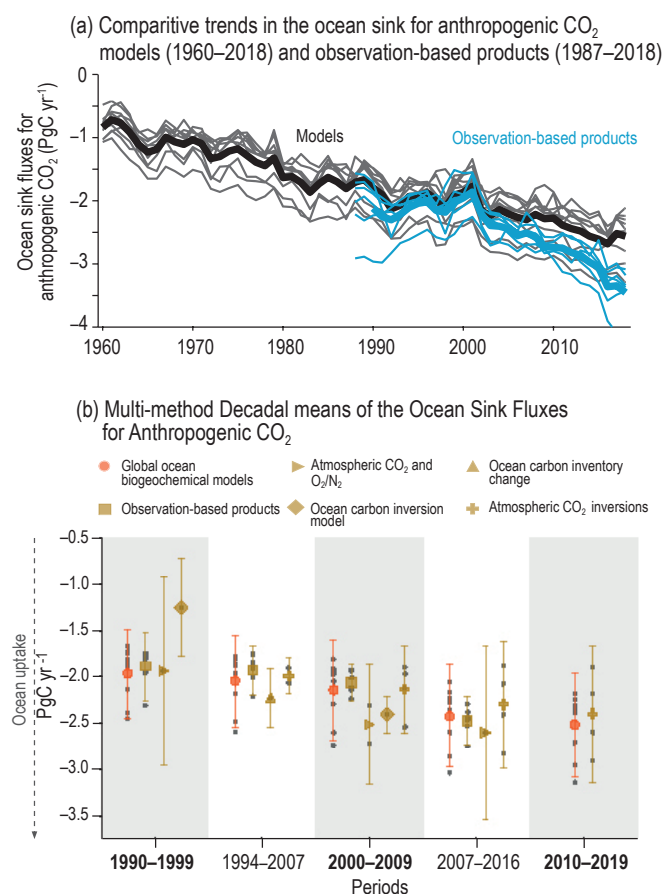 (a) Comparitive trends in the ocean sink for anthropogenic CO₂
models (1960–2018) and observation-based products (1987–2018)
Ocean sink fluxes for
anthropogenic CO₂ (PgC yr⁻¹)
0
–1
–2
–3
–4
Models
Observation-based products
1960
1970
1980
1990
2000
2010
(b) Multi-method Decadal means of the Ocean Sink Fluxes
for Anthropogenic CO₂
Global ocean
biogeochemical models
Atmospheric CO₂ and
O₂/N₂
Ocean carbon inventory
change
Observation-based products
Ocean carbon inversion
model
Atmospheric CO₂ inversions
Ocean uptake
PgC yr⁻¹
–0.5
–1.0
–1.5
–2.0
–2.5
–3.0
–3.5
1990–1999
1994–2007
2000–2009
2007–2016
2010–2019
Periods